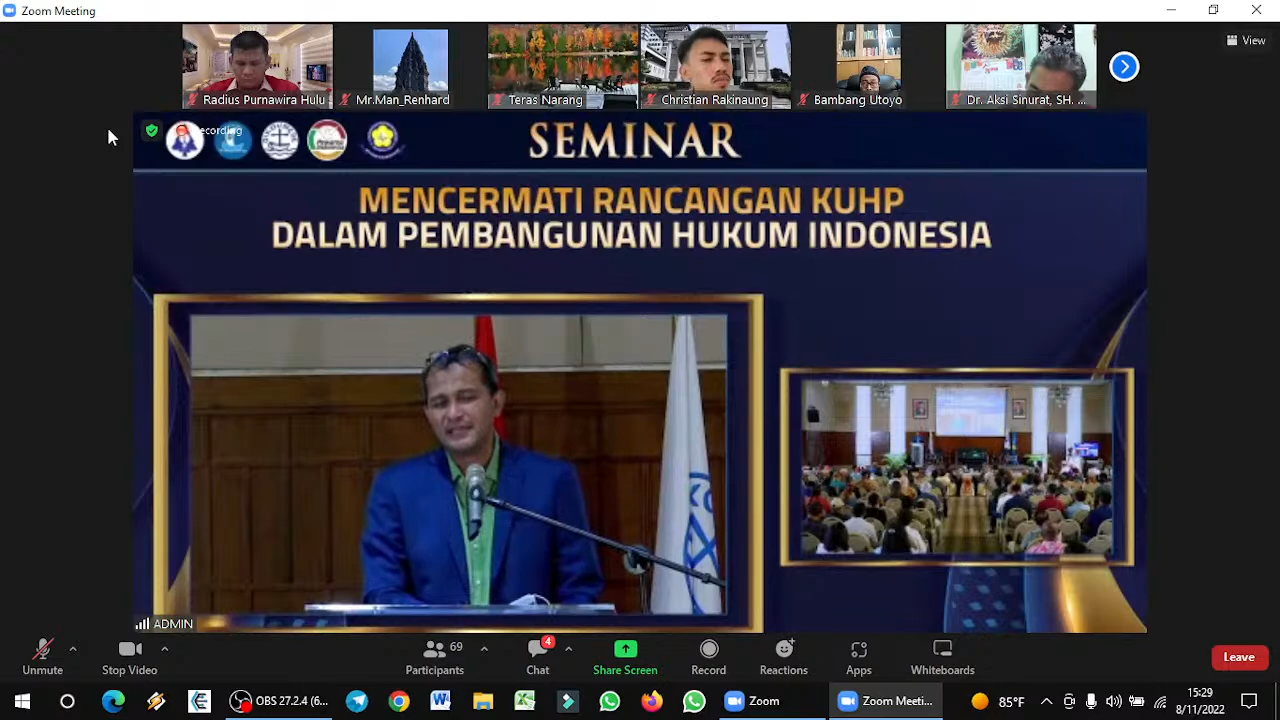 Zoom Meeting
View
Radius Purnawira Hulu
Mr.Man_Renhard
Teras Narang
Christian Rakinaung
Bambang Utoyo
Dr. Aksi Sinurat, SH. ...
Recording
SEMINAR
MENCERMATI RANCANGAN KUHP
DALAM PEMBANGUNAN HUKUM INDONESIA
ADMIN
Unmute
Stop Video
69
Participants
4
Chat
Share Screen
Record
Reactions
Apps
Whiteboards
Leave
OBS 27.2.4 (6...
Zoom
Zoom Meeti...
85°F
15:29
8/11/2022